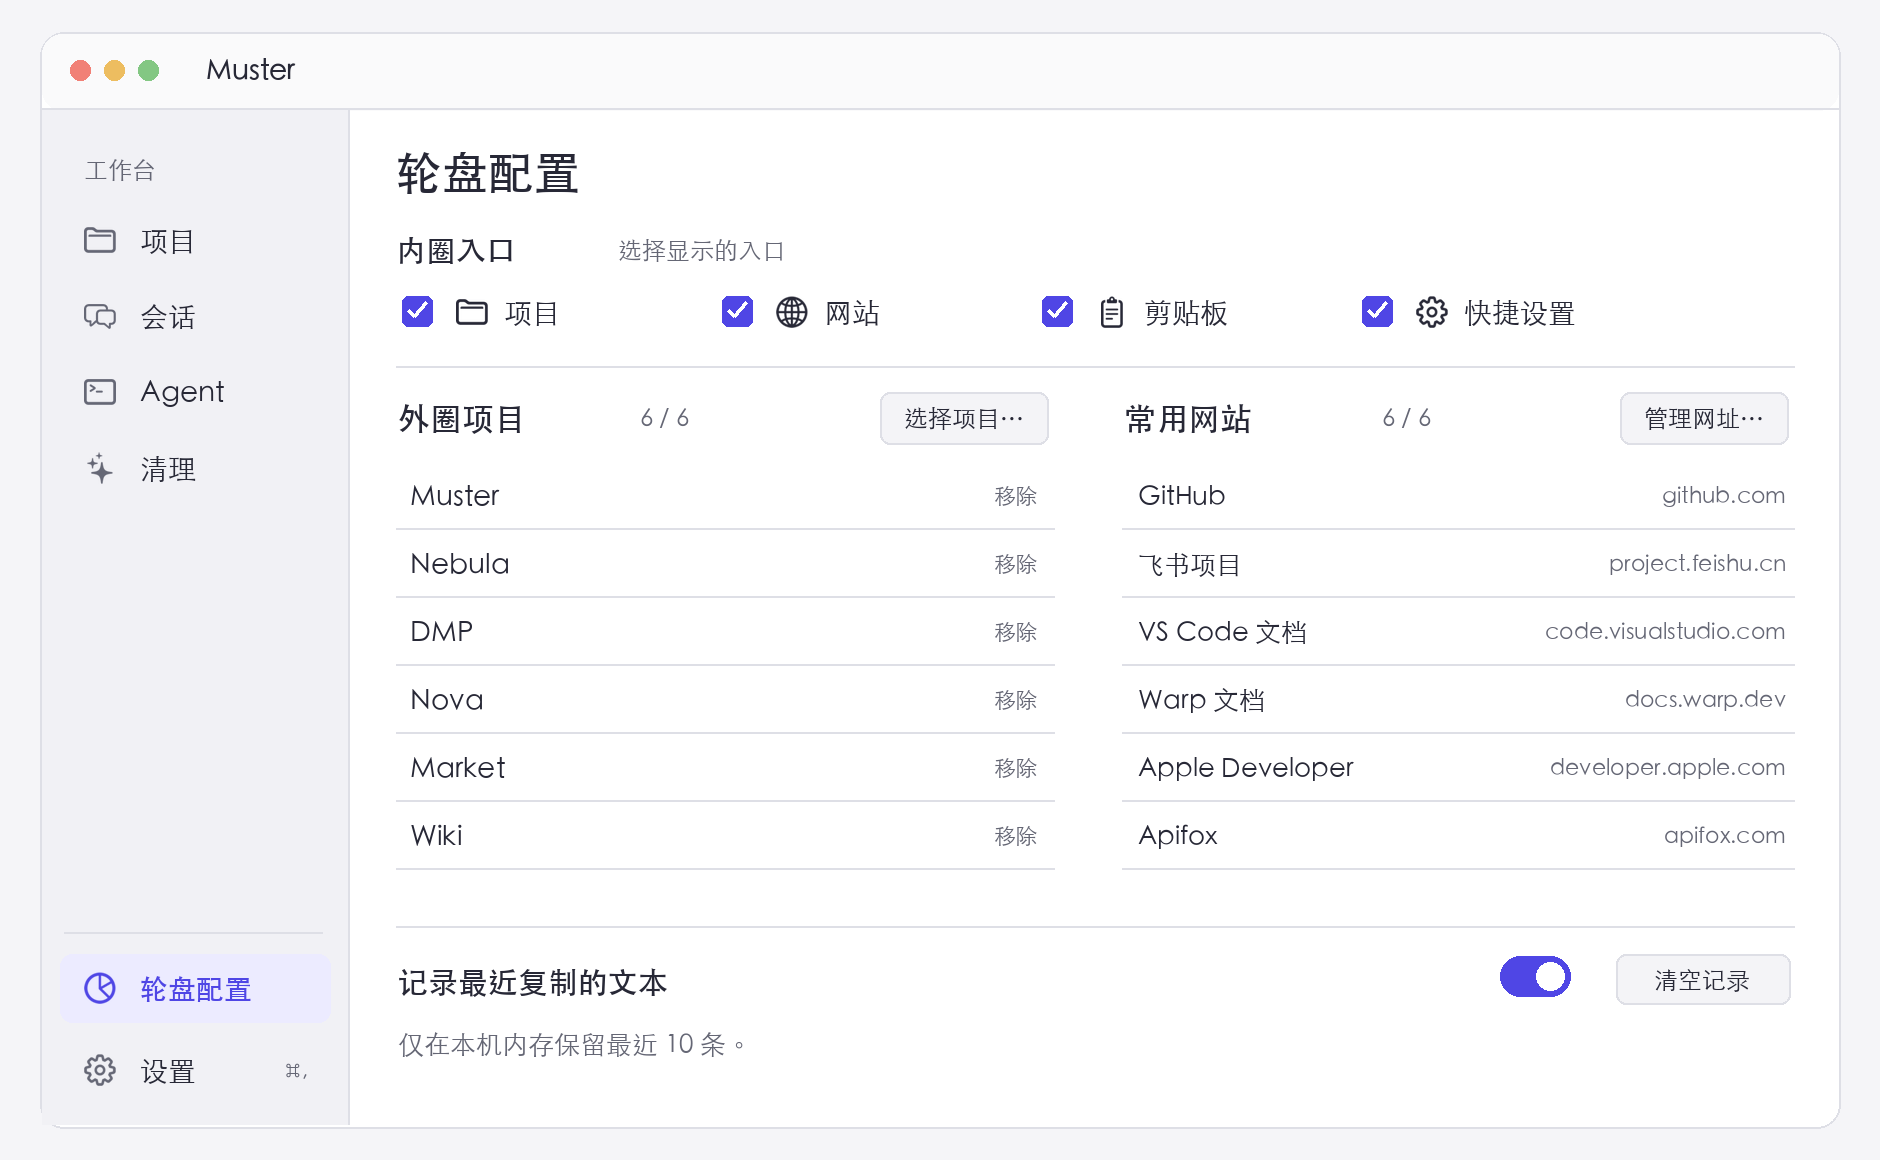 Muster
工作台
项目
会话
Agent
清理
轮盘配置
设置 ⌘,
轮盘配置
内圈入口 选择显示的入口
项目 网站 剪贴板 快捷设置
外圈项目 6 / 6 选择项目…
Muster 移除
Nebula 移除
DMP 移除
Nova 移除
Market 移除
Wiki 移除
常用网站 6 / 6 管理网址…
GitHub github.com
飞书项目 project.feishu.cn
VS Code 文档 code.visualstudio.com
Warp 文档 docs.warp.dev
Apple Developer developer.apple.com
Apifox apifox.com
记录最近复制的文本 清空记录
仅在本机内存保留最近 10 条。